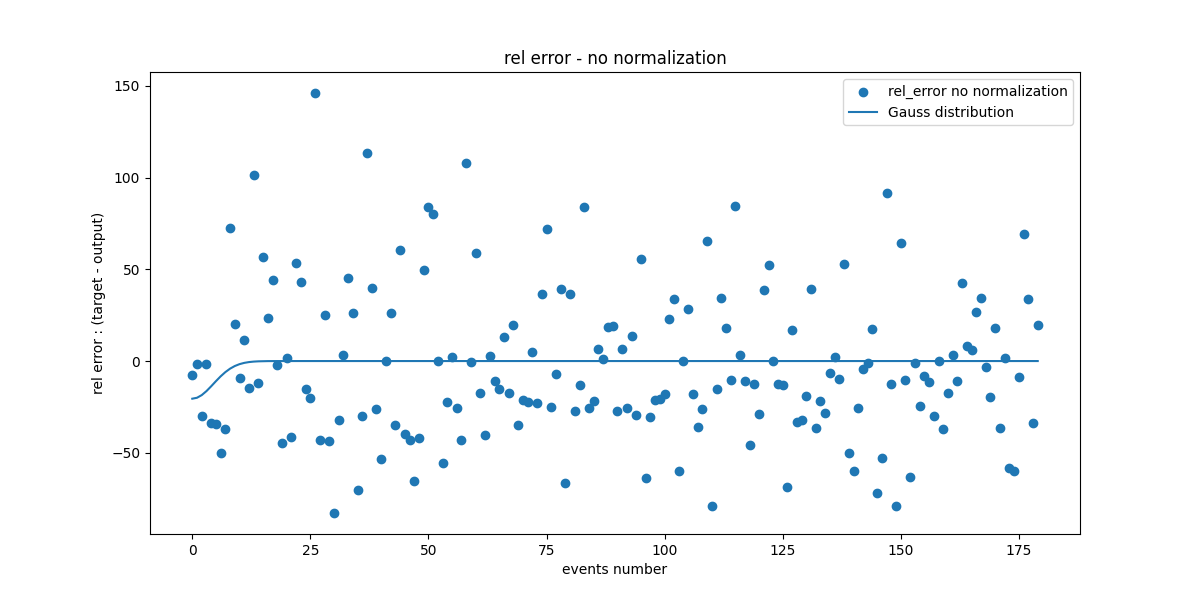 rel error - no normalization
rel_error no normalization
Gauss distribution
rel error : (target - output)
150
100
50
0
−50
0
25
50
75
100
125
150
175
events number